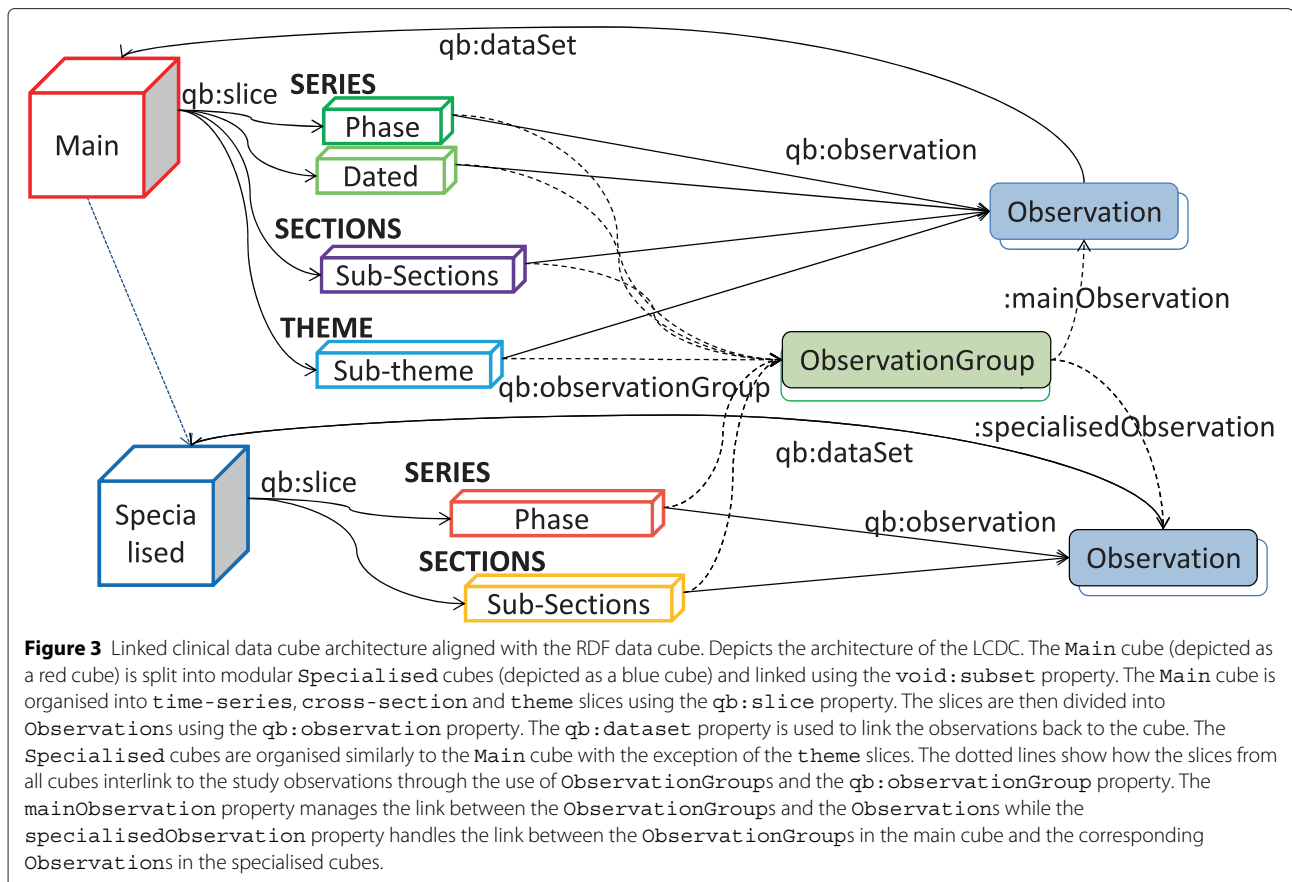 qb:dataSet
qb:slice
SERIES
Main
Phase
Dated
qb:observation
Observation
SECTIONS
Sub-Sections
:mainObservation
THEME
Sub-theme
ObservationGroup
qb:observationGroup
:specialisedObservation
qb:dataSet
qb:slice
SERIES
Specia
lised
Phase
qb:observation
Observation
SECTIONS
Sub-Sections
Figure 3 Linked clinical data cube architecture aligned with the RDF data cube. Depicts the architecture of the LCDC. The Main cube (depicted as
a red cube) is split into modular Specialised cubes (depicted as a blue cube) and linked using the void:subset property. The Main cube is
organised into time-series, cross-section and theme slices using the qb:slice property. The slices are then divided into
Observations using the qb:observation property. The qb:dataset property is used to link the observations back to the cube. The
Specialised cubes are organised similarly to the Main cube with the exception of the theme slices. The dotted lines show how the slices from
all cubes interlink to the study observations through the use of ObservationGroups and the qb:observationGroup property. The
mainObservation property manages the link between the ObservationGroups and the Observations while the
specialisedObservation property handles the link between the ObservationGroups in the main cube and the corresponding
Observations in the specialised cubes.